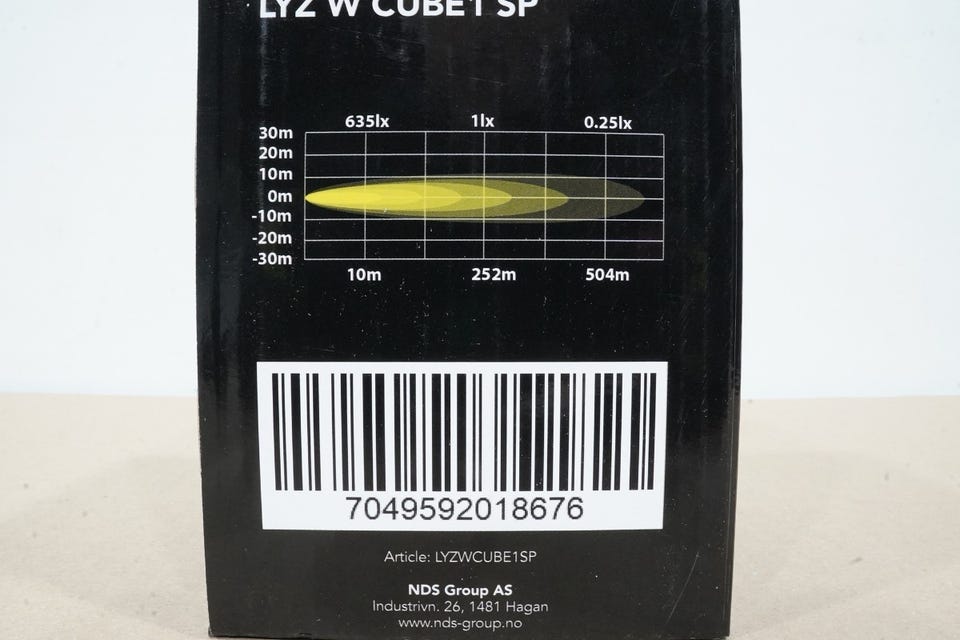 LYZ W CUBE1 SP
635lx 1lx 0.25lx
30m
20m
10m
0m
-10m
-20m
-30m
10m 252m 504m
7049592018676
Article: LYZWCUBE1SP
NDS Group AS
Industrivn. 26, 1481 Hagan
www.nds-group.no